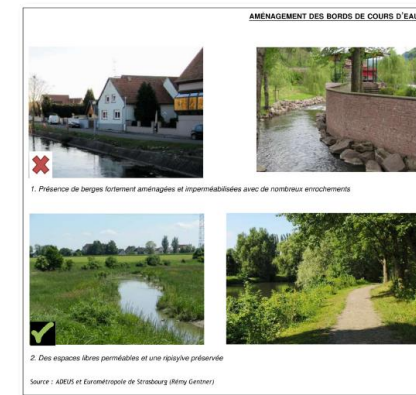 AMÉNAGEMENT DES BORDS DE COURS D'EAU
1. Présence de berges fortement aménagées et imperméabilisées avec de nombreux enrochements
2. Des espaces libres perméables et une ripisylve préservée
Source : ADEUS et Eurométropole de Strasbourg (Rémy Gentner)